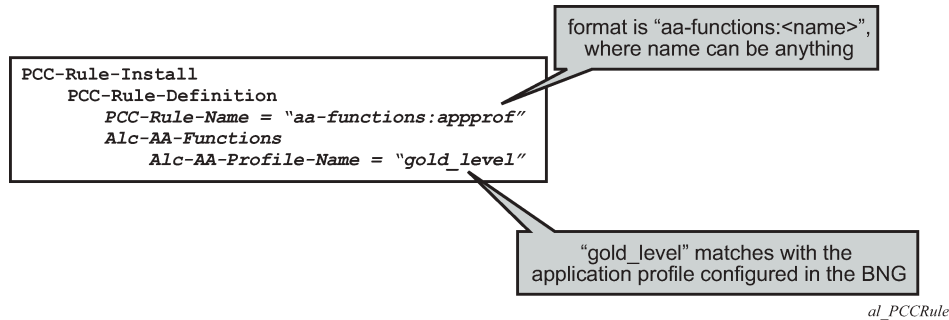 format is “aa-functions:<name>”,
where name can be anything
PCC-Rule-Install
PCC-Rule-Definition
PCC-Rule-Name = “aa-functions:appprof”
Alc-AA-Functions
Alc-AA-Profile-Name = “gold_level”
“gold_level” matches with the
application profile configured in the BNG
al_PCCRule